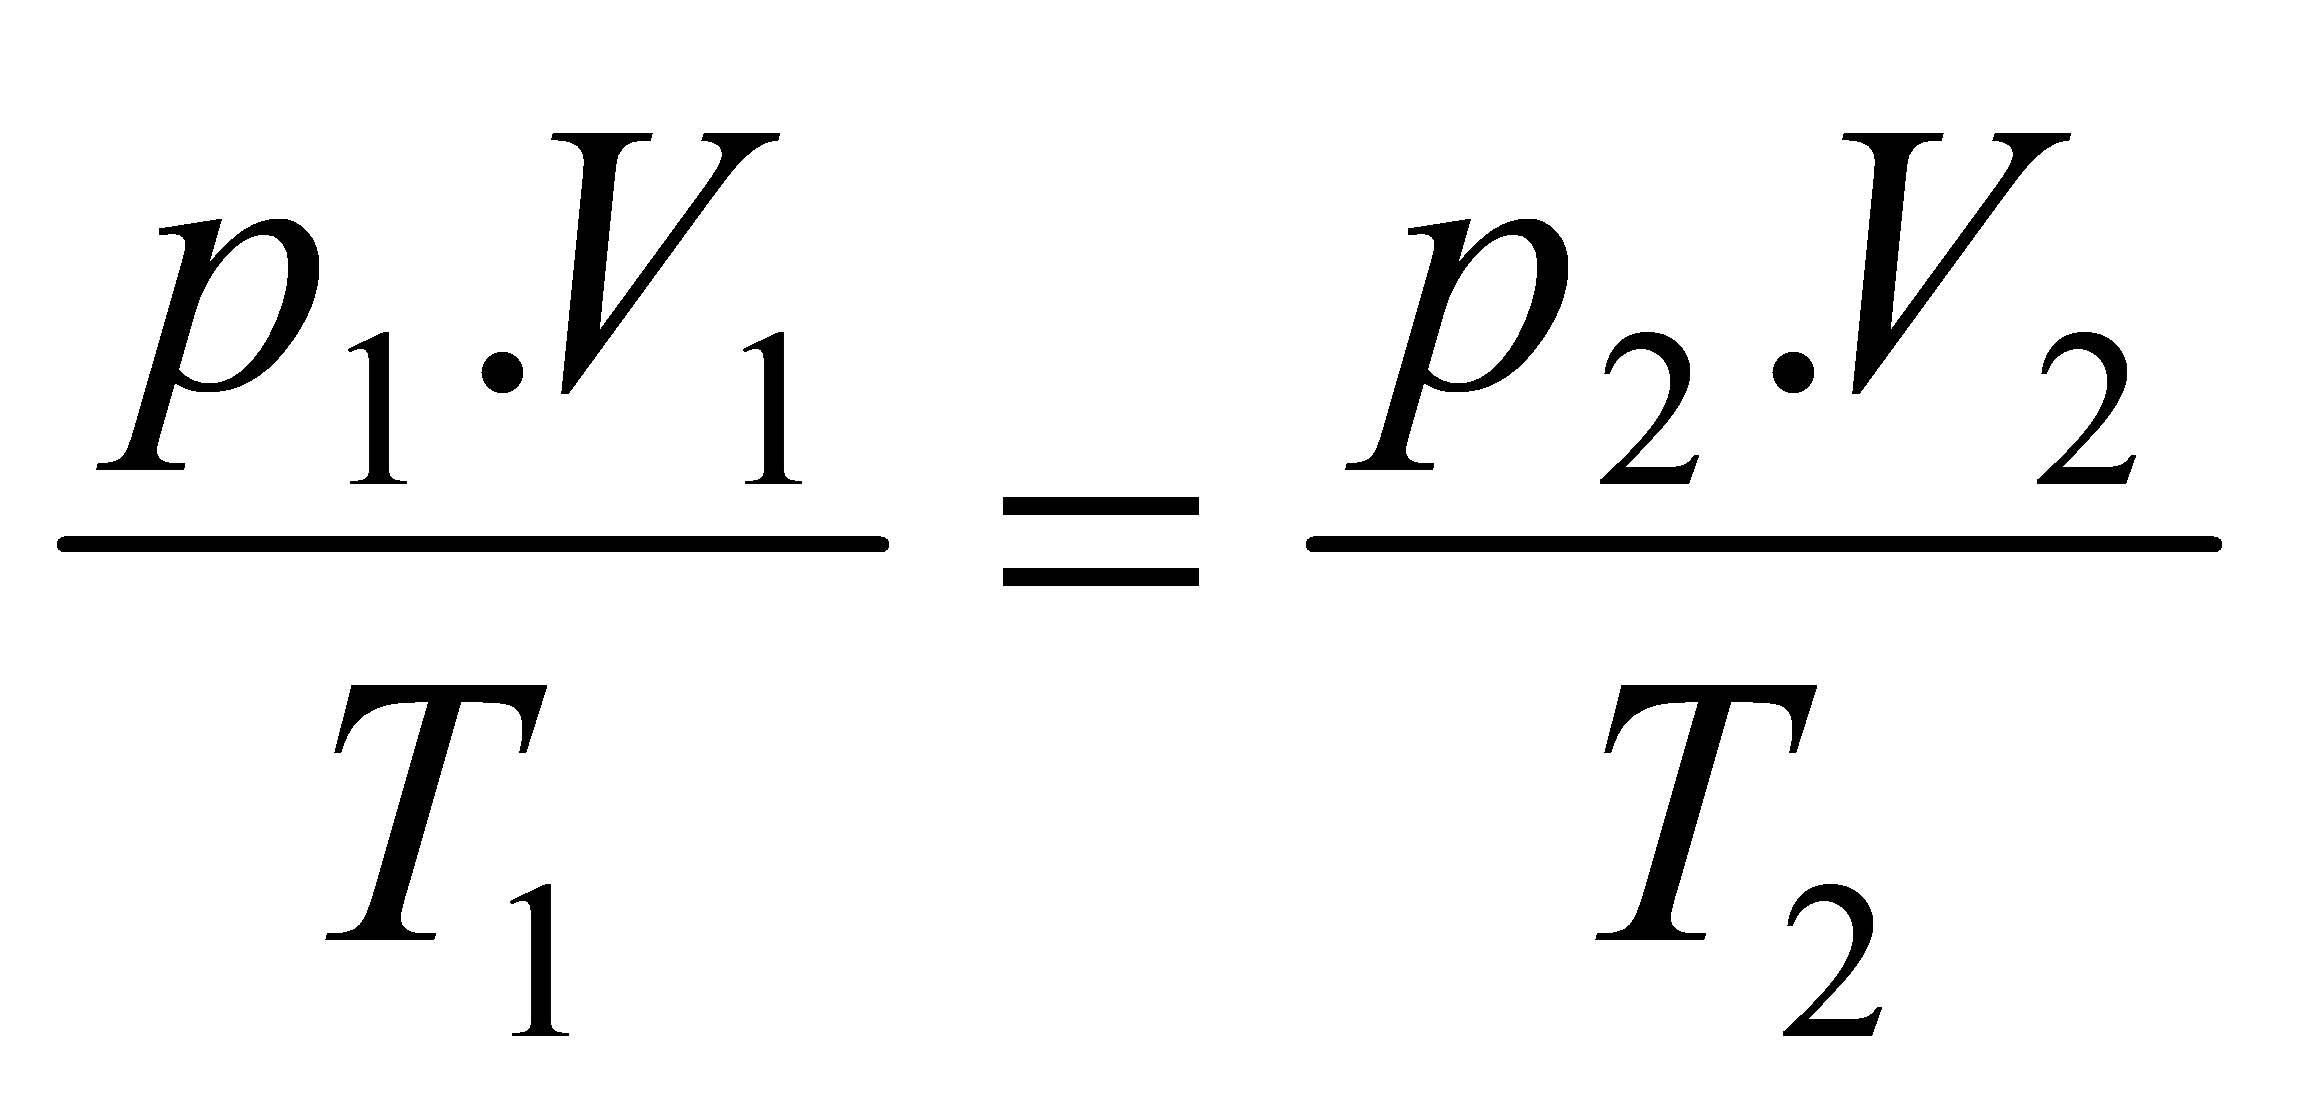 p₁.V₁ / T₁ = p₂.V₂ / T₂